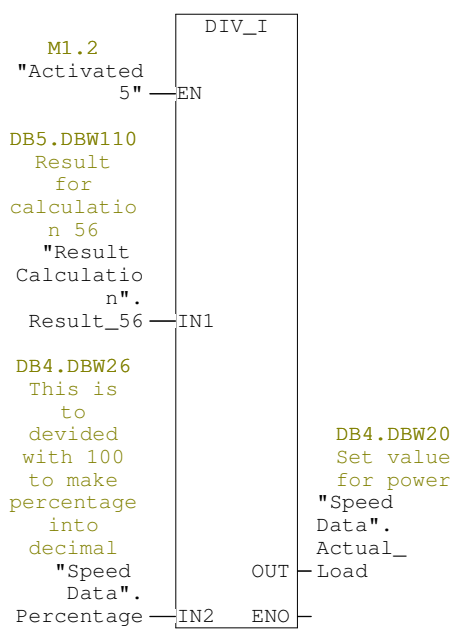 DIV_I
M1.2
"Activated
5"
EN
DB5.DBW110
Result
for
calculatio
n 56
"Result
Calculatio
n".
Result_56
IN1
DB4.DBW26
This is
to
devided
with 100
to make
percentage
into
decimal
"Speed
Data".
Percentage
IN2
DB4.DBW20
Set value
for power
"Speed
Data".
Actual_
Load
OUT
ENO